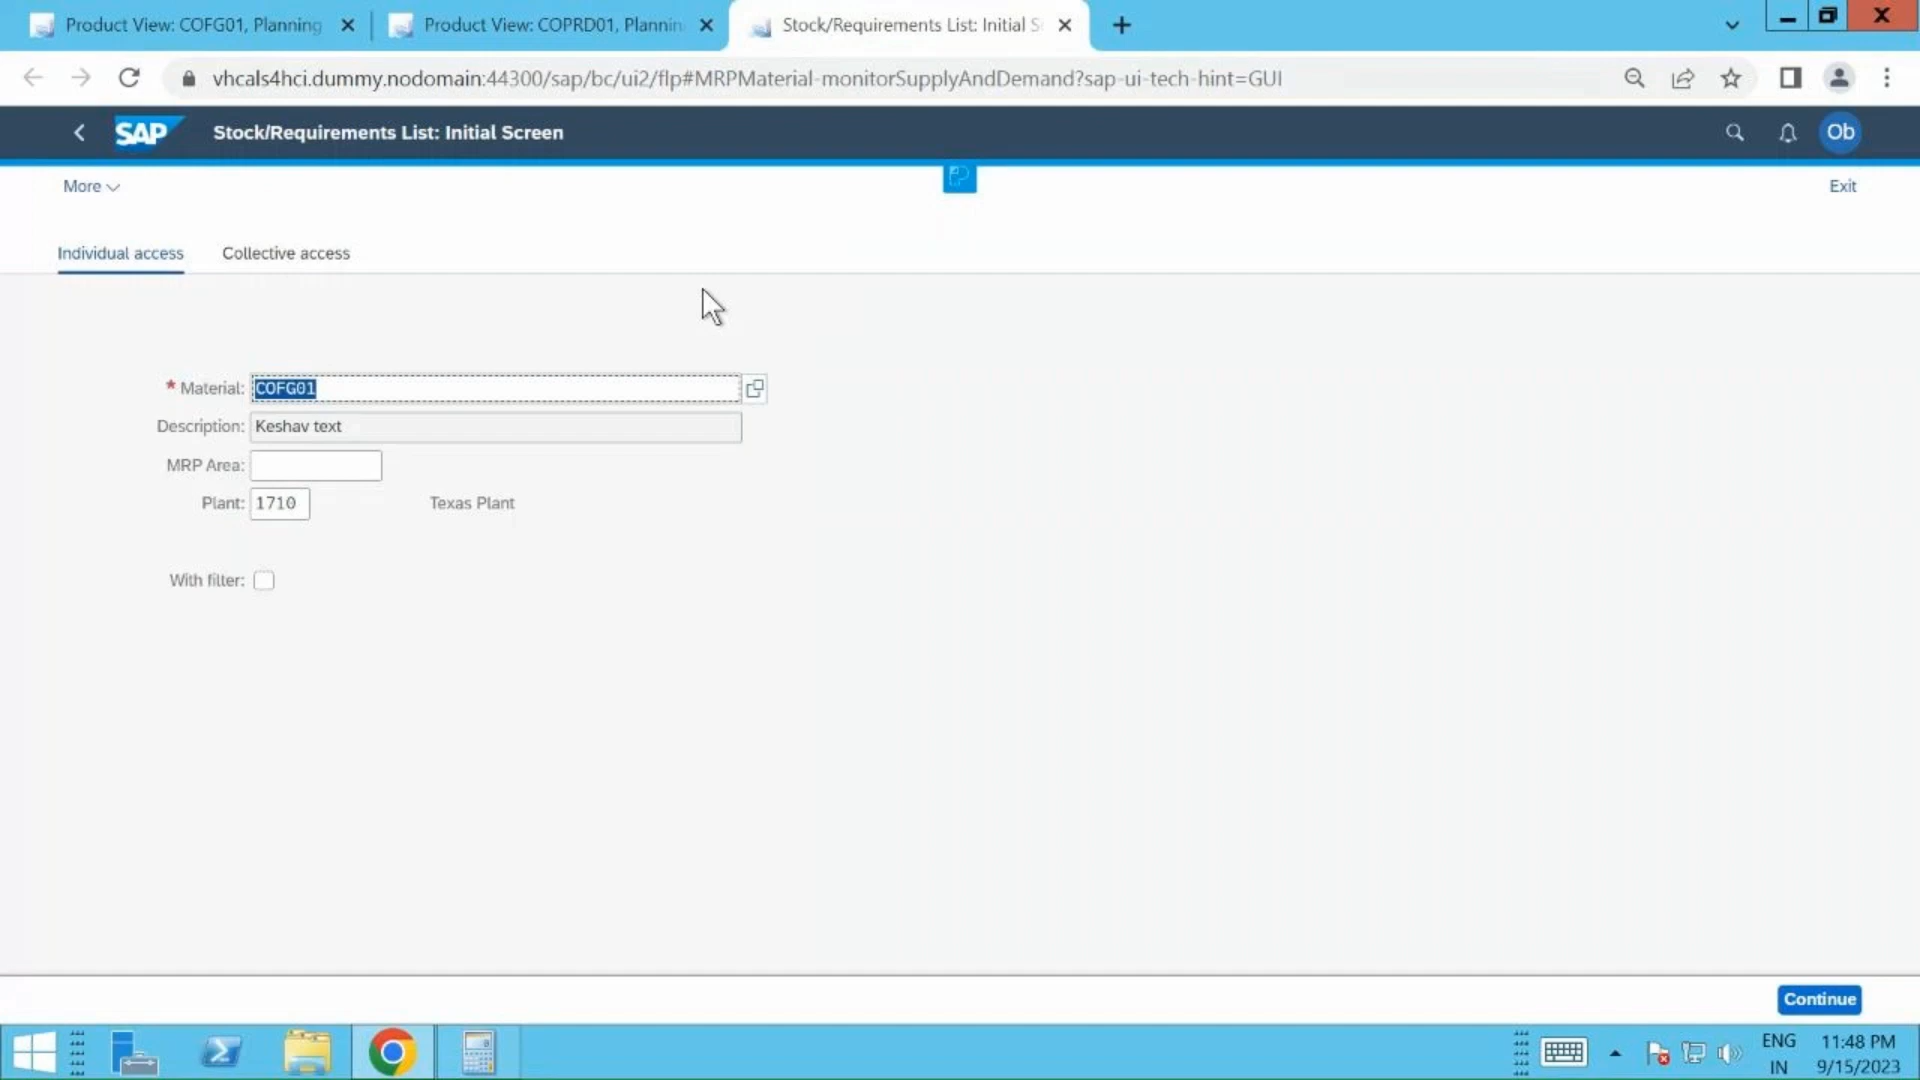 Product View: COFG01, Planning
Product View: COPRD01, Plannin
Stock/Requirements List: Initial S
vhcals4hci.dummy.nodomain:44300/sap/bc/ui2/flp#MRPMaterial-monitorSupplyAndDemand?sap-ui-tech-hint=GUI
SAP
Stock/Requirements List: Initial Screen
Ob
More
Exit
Individual access
Collective access
* Material: COFG01
Description: Keshav text
MRP Area:
Plant: 1710 Texas Plant
With filter:
Continue
ENG
IN
11:48 PM
9/15/2023